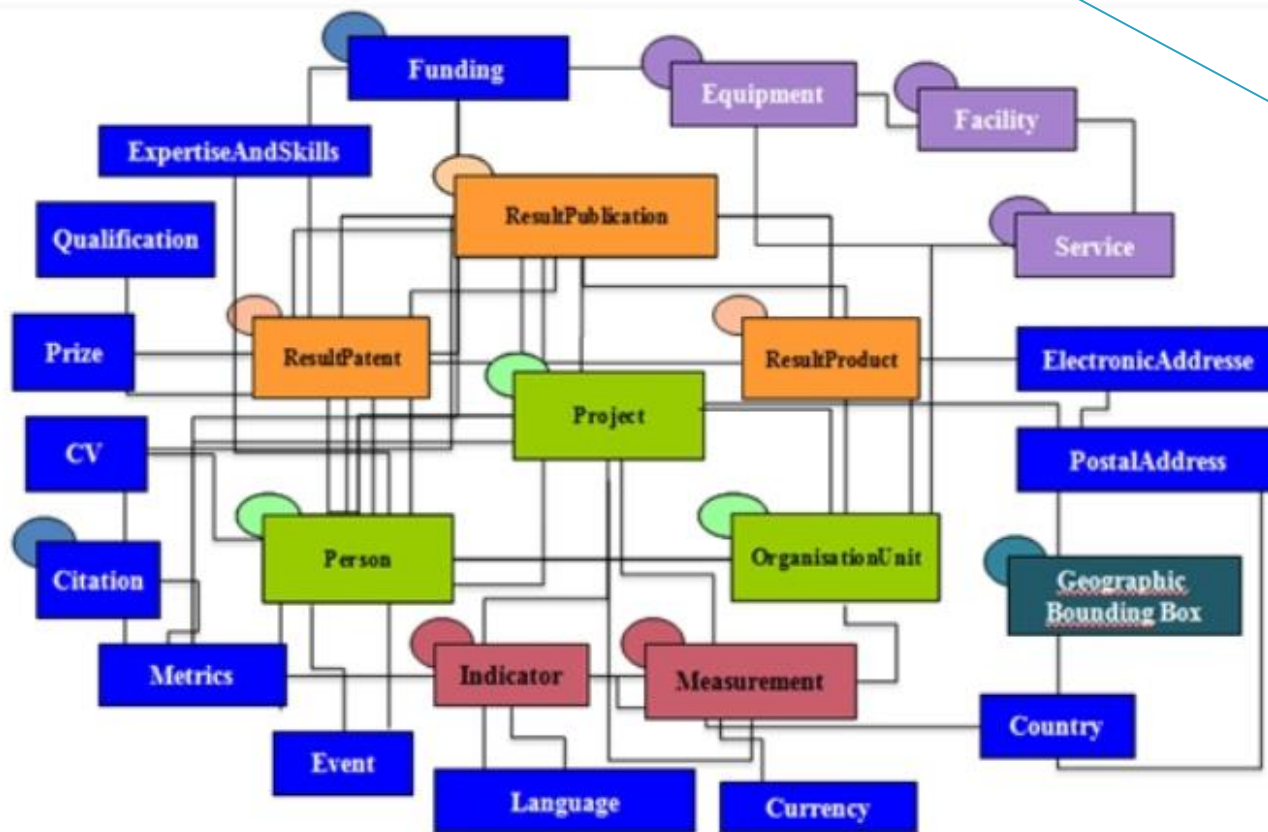 Funding
Equipment
Facility
ExpertiseAndSkills
ResultPublication
Qualification
Service
Prize
ResultPatent
ResultProduct
ElectronicAddresse
Project
CV
PostalAddress
Person
OrganisationUnit
Citation
Geographic
Bounding Box
Metrics
Indicator
Measurement
Country
Event
Language
Currency